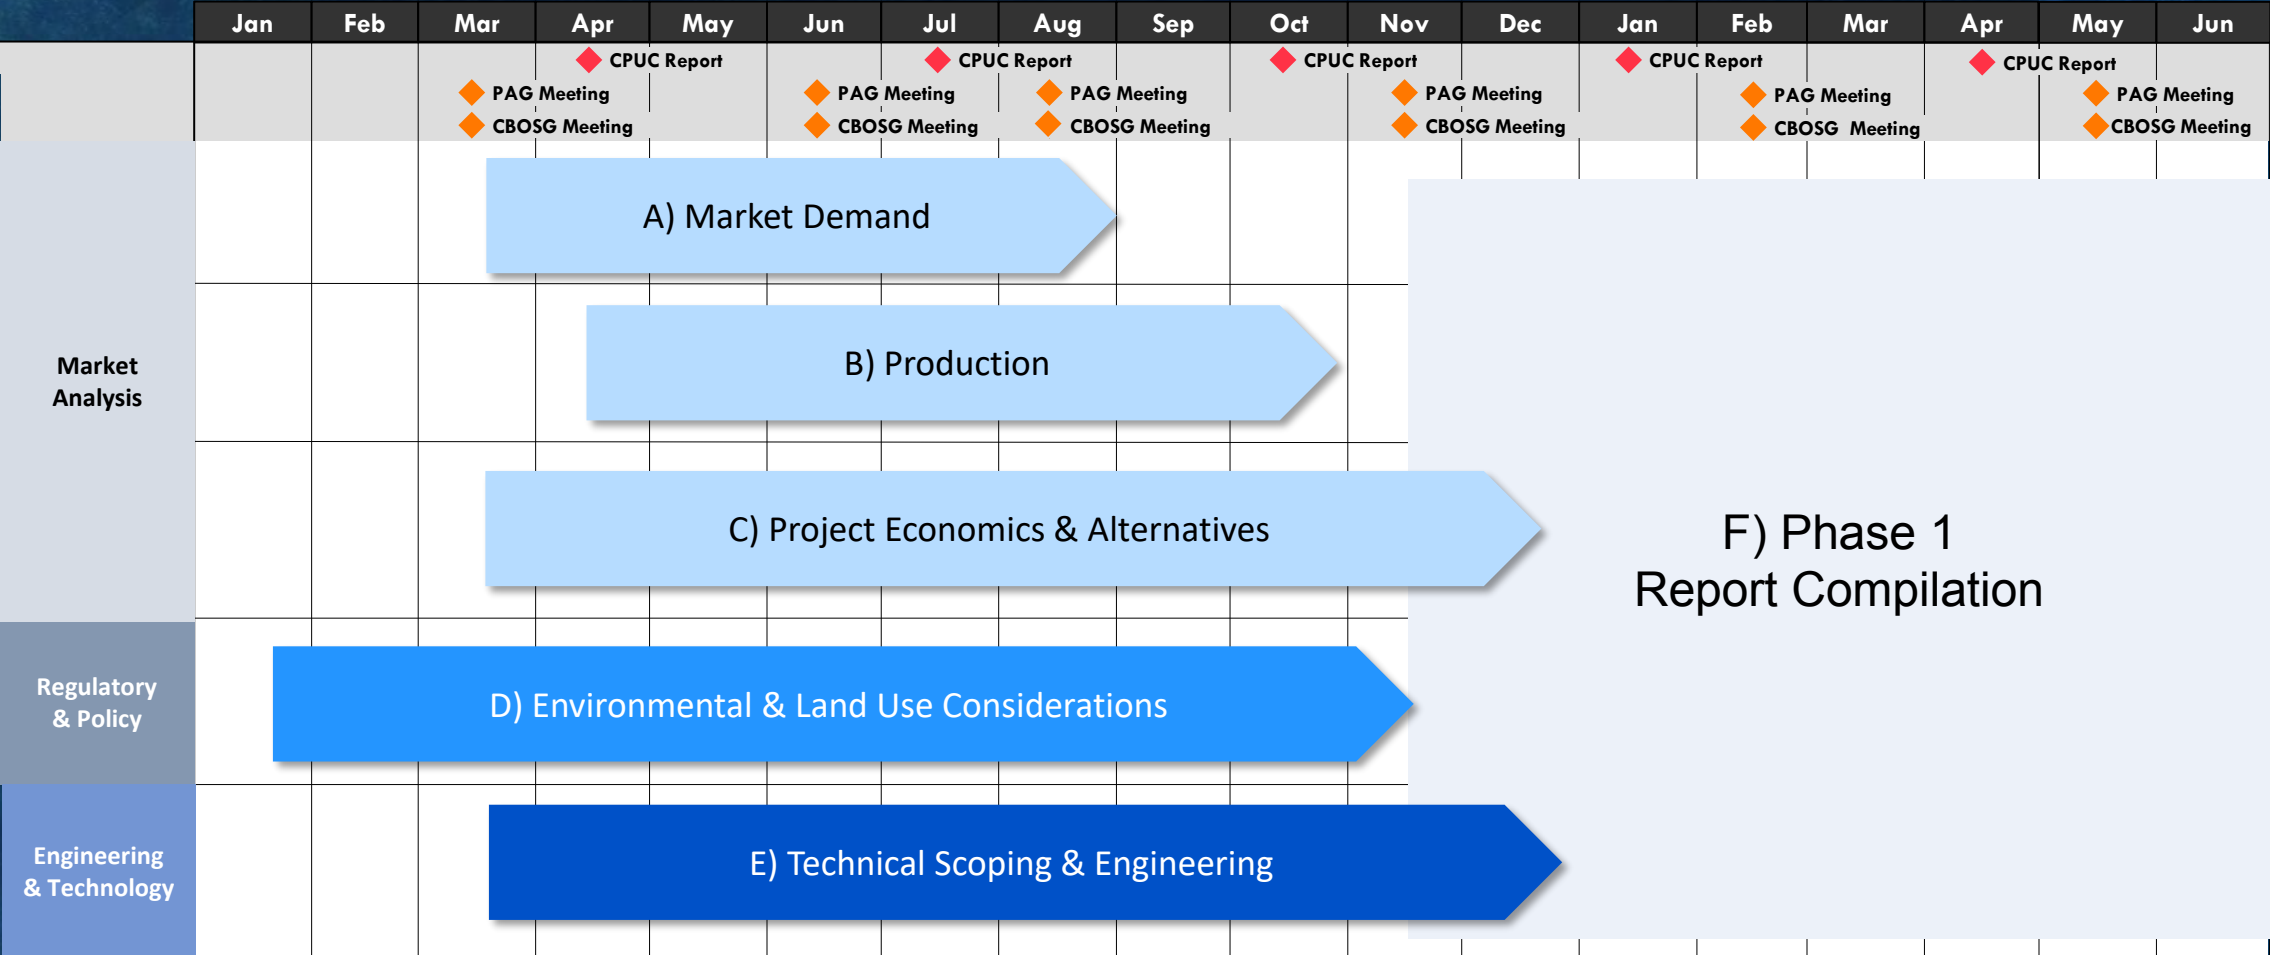 Jan Feb Mar Apr May Jun Jul Aug Sep Oct Nov Dec Jan Feb Mar Apr May Jun
CPUC Report CPUC Report CPUC Report CPUC Report CPUC Report
PAG Meeting PAG Meeting PAG Meeting PAG Meeting PAG Meeting PAG Meeting
CBOSG Meeting CBOSG Meeting CBOSG Meeting CBOSG Meeting CBOSG Meeting CBOSG Meeting
Market
Analysis
A) Market Demand
B) Production
C) Project Economics & Alternatives
F) Phase 1
Report Compilation
Regulatory
& Policy
D) Environmental & Land Use Considerations
Engineering
& Technology
E) Technical Scoping & Engineering